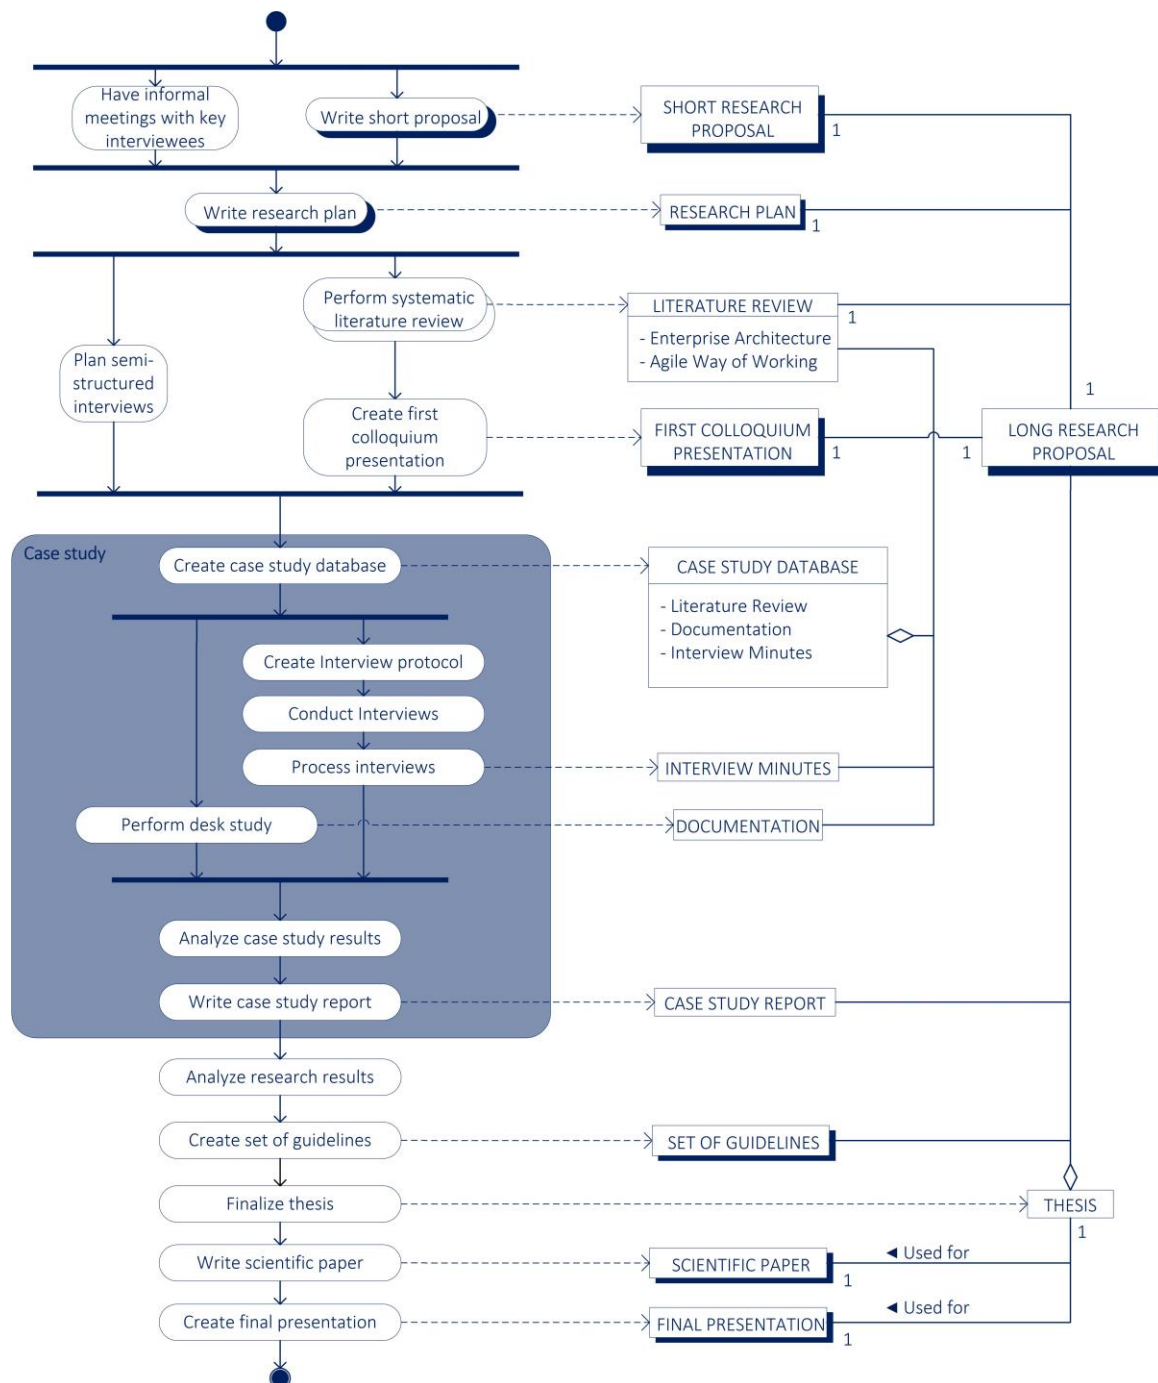 Have informal
meetings with key
interviewees
Write short proposal
SHORT RESEARCH
PROPOSAL
1
Write research plan
RESEARCH PLAN
1
Perform systematic
literature review
LITERATURE REVIEW
1
- Enterprise Architecture
- Agile Way of Working
Plan semi-
structured
interviews
Create first
colloquium
presentation
FIRST COLLOQUIUM
PRESENTATION
1
1
1
LONG RESEARCH
PROPOSAL
Case study
Create case study database
CASE STUDY DATABASE
- Literature Review
- Documentation
- Interview Minutes
Create Interview protocol
Conduct Interviews
Process interviews
INTERVIEW MINUTES
Perform desk study
DOCUMENTATION
Analyze case study results
Write case study report
CASE STUDY REPORT
Analyze research results
Create set of guidelines
SET OF GUIDELINES
Finalize thesis
THESIS
1
Write scientific paper
SCIENTIFIC PAPER
1
◄ Used for
Create final presentation
FINAL PRESENTATION
1
◄ Used for